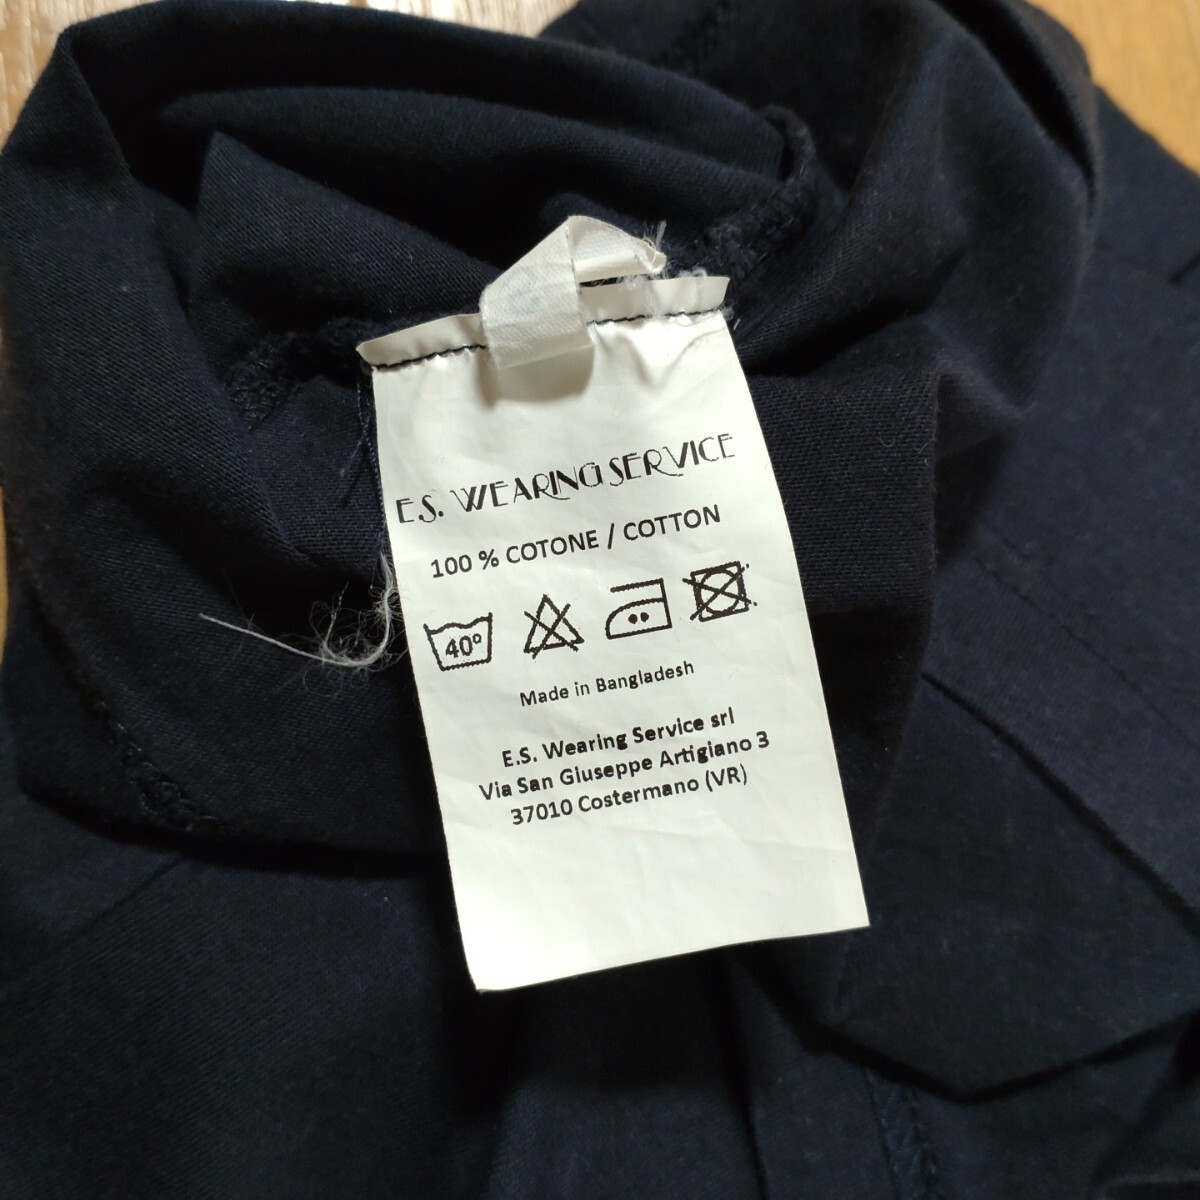 E.S. WEARING SERVICE
100 % COTONE / COTTON
40°
Made in Bangladesh
E.S. Wearing Service srl
Via San Giuseppe Artigiano 3
37010 Costermano (VR)